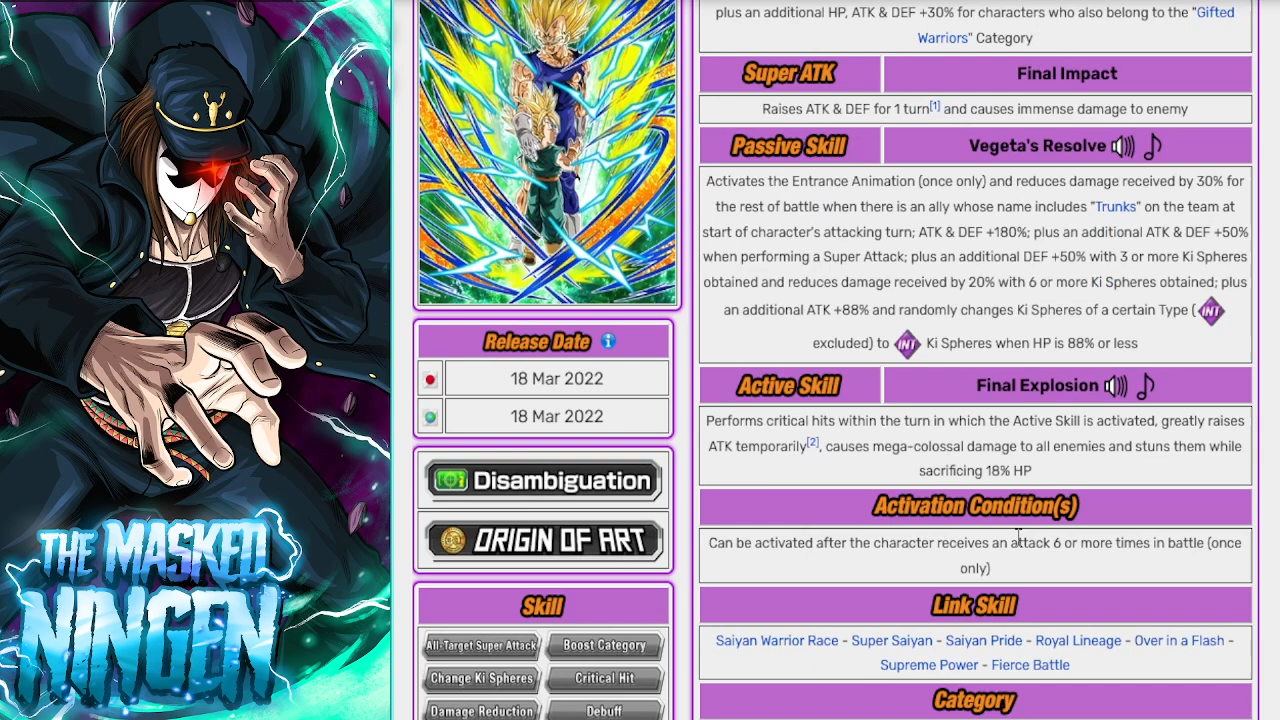 THE MASKED
NINGEN
Release Date
18 Mar 2022
18 Mar 2022
Disambiguation
ORIGIN OF ART
Skill
All-Target Super Attack
Boost Category
Change Ki Spheres
Critical Hit
Damage Reduction
Debuff
plus an additional HP, ATK & DEF +30% for characters who also belong to the "Gifted
Warriors" Category
Super ATK
Final Impact
Raises ATK & DEF for 1 turn[1] and causes immense damage to enemy
Passive Skill
Vegeta's Resolve
Activates the Entrance Animation (once only) and reduces damage received by 30% for
the rest of battle when there is an ally whose name includes "Trunks" on the team at
start of character's attacking turn; ATK & DEF +180%; plus an additional ATK & DEF +50%
when performing a Super Attack; plus an additional DEF +50% with 3 or more Ki Spheres
obtained and reduces damage received by 20% with 6 or more Ki Spheres obtained; plus
an additional ATK +88% and randomly changes Ki Spheres of a certain Type ( INT
excluded) to INT Ki Spheres when HP is 88% or less
Active Skill
Final Explosion
Performs critical hits within the turn in which the Active Skill is activated, greatly raises
ATK temporarily[2], causes mega-colossal damage to all enemies and stuns them while
sacrificing 18% HP
Activation Condition(s)
Can be activated after the character receives an attack 6 or more times in battle (once
only)
Link Skill
Saiyan Warrior Race - Super Saiyan - Saiyan Pride - Royal Lineage - Over in a Flash -
Supreme Power - Fierce Battle
Category